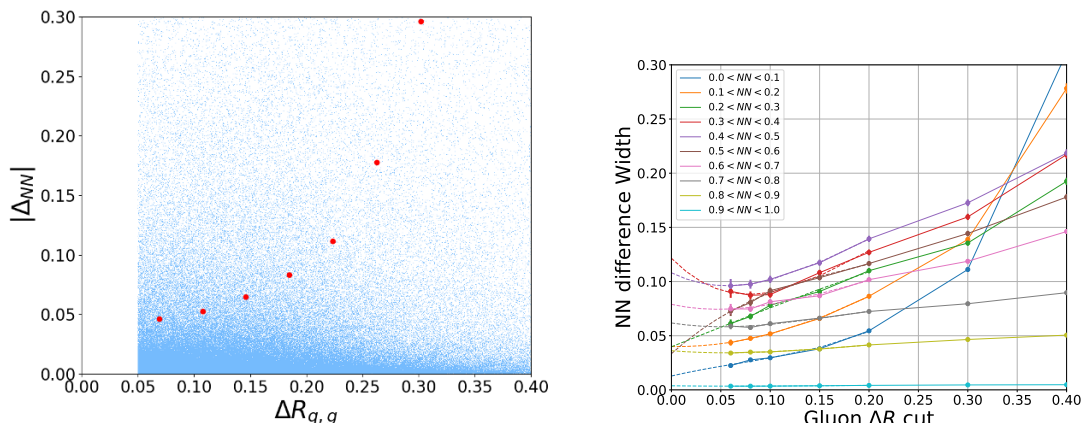 0.30
0.25
0.20
0.15
0.10
0.05
0.00
|Δ_NN|
0.00 0.05 0.10 0.15 0.20 0.25 0.30 0.35 0.40
ΔR_q,g
0.30
0.25
0.20
0.15
0.10
0.05
0.00
NN difference Width
0.0 < NN < 0.1
0.1 < NN < 0.2
0.2 < NN < 0.3
0.3 < NN < 0.4
0.4 < NN < 0.5
0.5 < NN < 0.6
0.6 < NN < 0.7
0.7 < NN < 0.8
0.8 < NN < 0.9
0.9 < NN < 1.0
0.00 0.05 0.10 0.15 0.20 0.25 0.30 0.35 0.40
Gluon ΔR cut